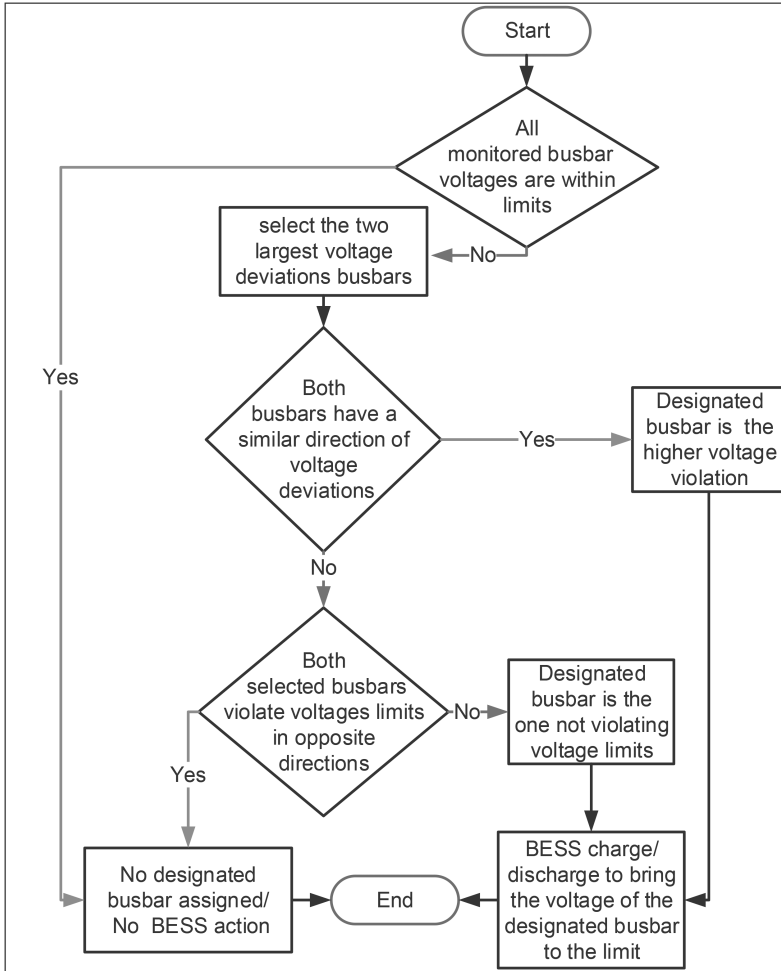 Start
All
monitored busbar
voltages are within
limits
No
select the two
largest voltage
deviations busbars
Yes
Both
busbars have a
similar direction of
voltage
deviations
Yes
Designated
busbar is the
higher voltage
violation
No
Both
selected busbars
violate voltages limits
in opposite
directions
No
Designated
busbar is the
one not violating
voltage limits
Yes
No designated
busbar assigned/
No BESS action
End
BESS charge/
discharge to bring
the voltage of the
designated busbar
to the limit